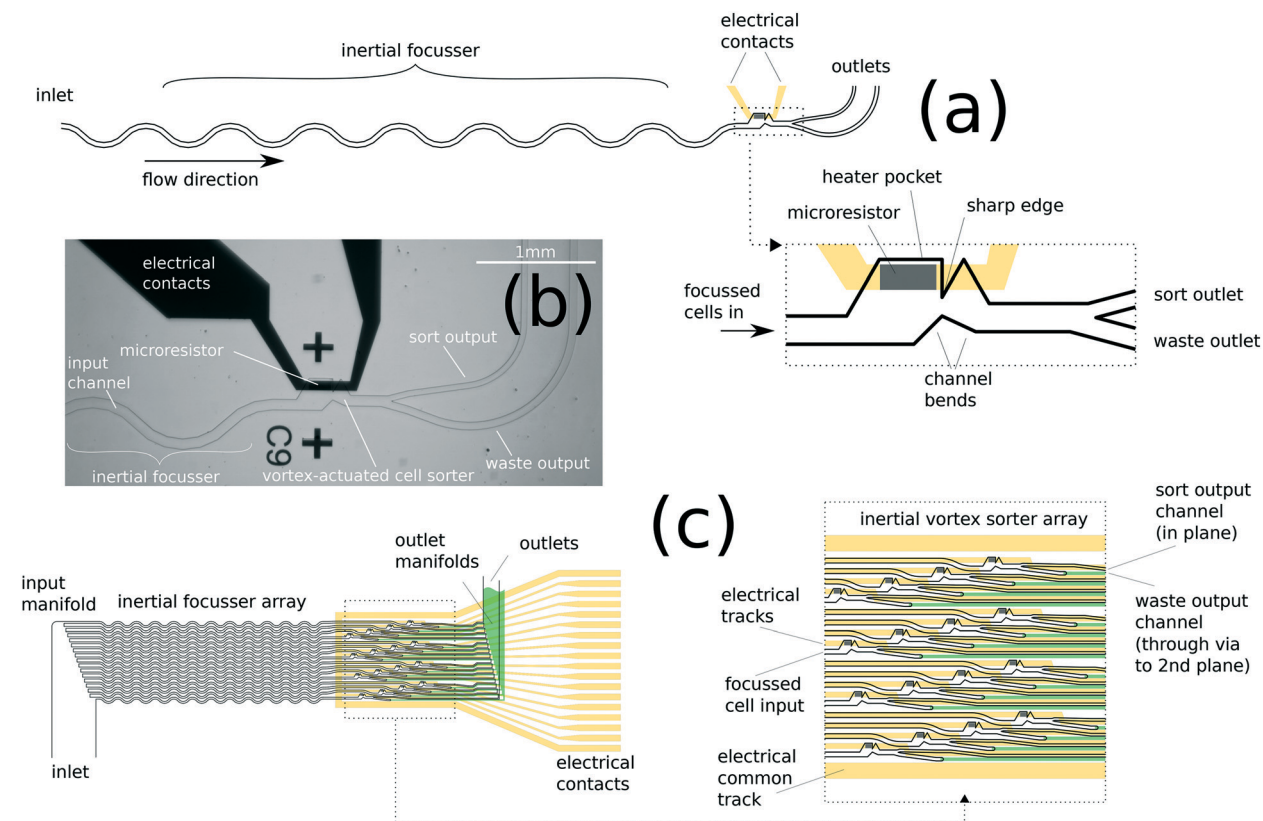 electrical
contacts
inertial focusser
outlets
inlet
(a)
flow direction
heater pocket
microresistor
sharp edge
focussed
cells in
sort outlet
waste outlet
channel
bends
1mm
(b)
electrical
contacts
microresistor
sort output
input
channel
C9
inertial focusser
vortex-actuated cell sorter
waste output
(c)
outlet
manifolds
outlets
input
manifold
inertial focusser array
inlet
electrical
contacts
inertial vortex sorter array
sort output
channel
(in plane)
electrical
tracks
waste output
channel
(through via
to 2nd plane)
focussed
cell input
electrical
common
track